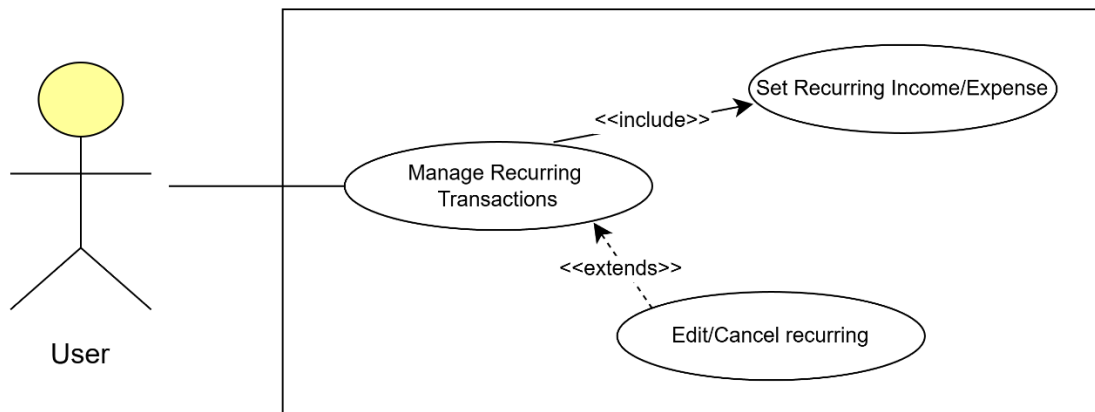 Set Recurring Income/Expense
<<include>>
Manage Recurring
Transactions
<<extends>>
Edit/Cancel recurring
User